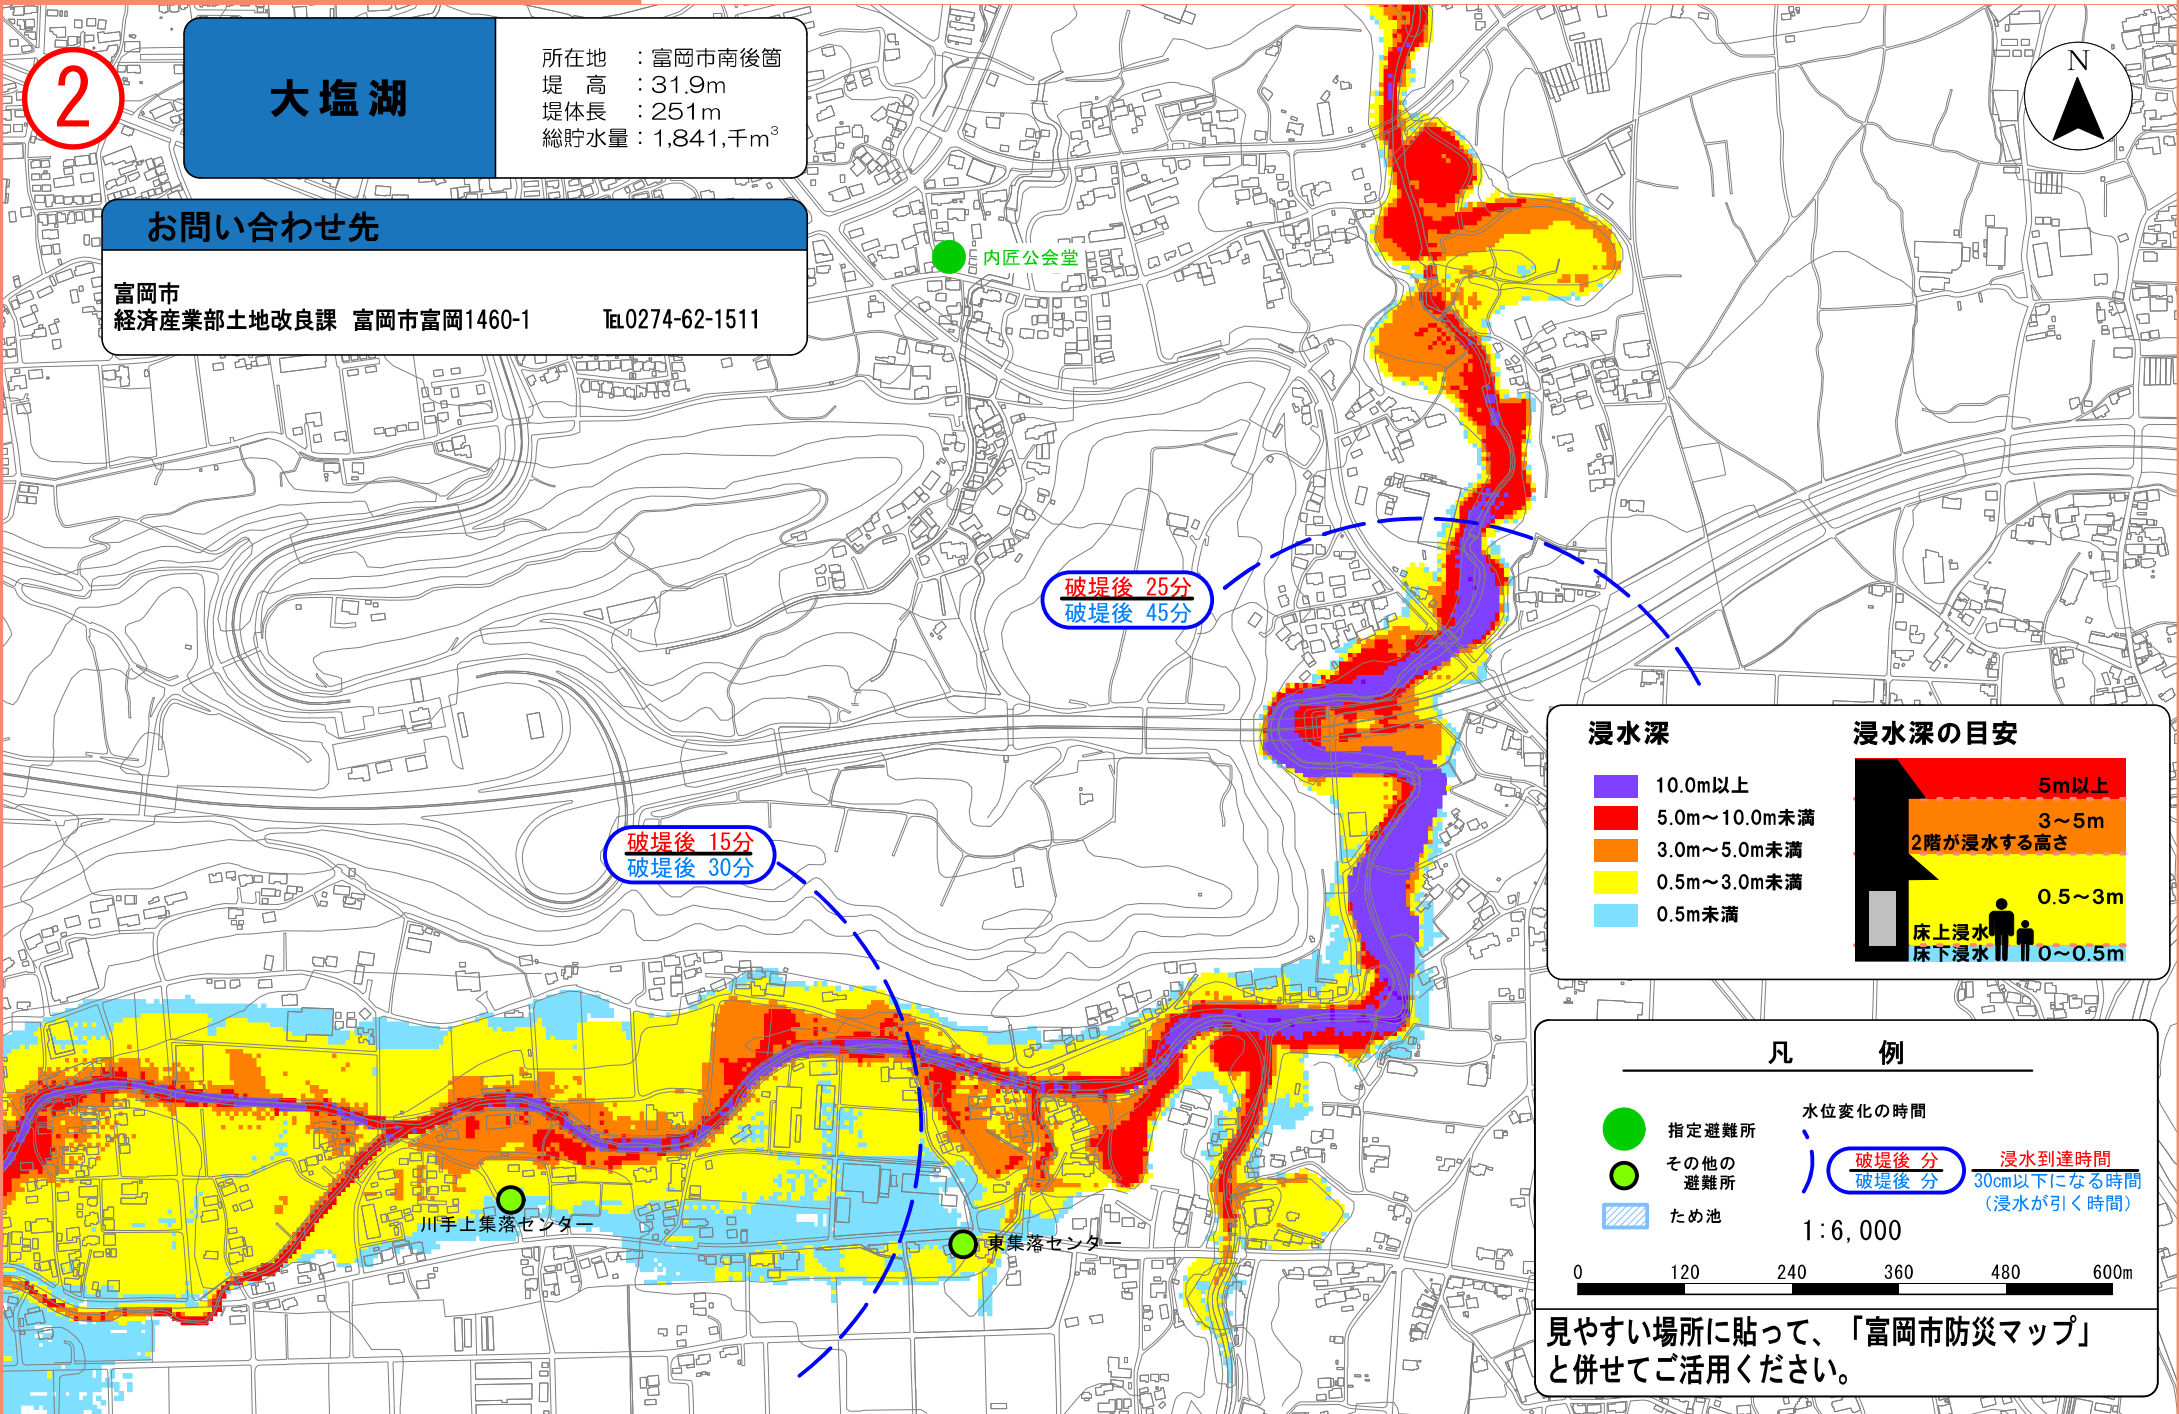 2
大塩湖
所在地 ：富岡市南後箇
堤　高 ：31.9m
堤体長 ：251m
総貯水量：1,841,千m³
お問い合わせ先
富岡市
経済産業部土地改良課 富岡市富岡1460-1 ℡0274-62-1511
N
内匠公会堂
破堤後 25分
破堤後 45分
破堤後 15分
破堤後 30分
川手上集落センター
東集落センター
浸水深
10.0m以上
5.0m～10.0m未満
3.0m～5.0m未満
0.5m～3.0m未満
0.5m未満
浸水深の目安
5m以上
3～5m
2階が浸水する高さ
0.5～3m
床上浸水
床下浸水 0～0.5m
凡　例
指定避難所
その他の
避難所
ため池
水位変化の時間
破堤後 分
破堤後 分
浸水到達時間
30cm以下になる時間
（浸水が引く時間）
1:6,000
0 120 240 360 480 600m
見やすい場所に貼って、「富岡市防災マップ」
と併せてご活用ください。